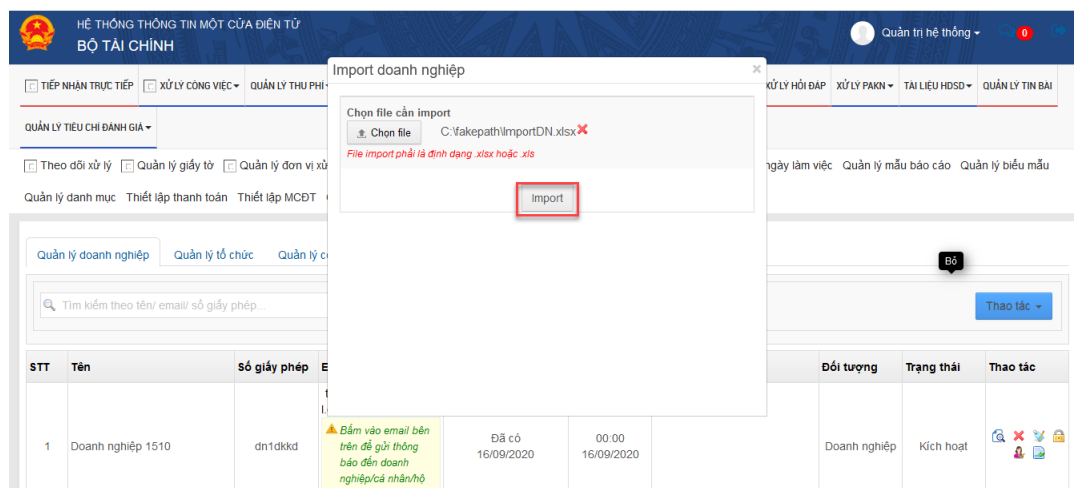 HỆ THỐNG THÔNG TIN MỘT CỬA ĐIỆN TỬ
BỘ TÀI CHÍNH
Quản trị hệ thống
0
TIẾP NHẬN TRỰC TIẾP XỬ LÝ CÔNG VIỆC QUẢN LÝ THU PHÍ XỬ LÝ HỎI ĐÁP XỬ LÝ PAKN TÀI LIỆU HDSD QUẢN LÝ TIN BÀI
QUẢN LÝ TIÊU CHÍ ĐÁNH GIÁ
Theo dõi xử lý Quản lý giấy tờ Quản lý đơn vị xử ngày làm việc Quản lý mẫu báo cáo Quản lý biểu mẫu
Quản lý danh mục Thiết lập thanh toán Thiết lập MCĐT
Import doanh nghiệp ×
Chọn file cần import
Chọn file C:\fakepath\ImportDN.xlsx
File import phải là định dạng .xlsx hoặc .xls
Import
Quản lý doanh nghiệp Quản lý tổ chức Quản lý
Bỏ
Tìm kiếm theo tên/ email/ số giấy phép...
Thao tác
STT Tên Số giấy phép E Đối tượng Trạng thái Thao tác
1 Doanh nghiệp 1510 dn1dkkd
Bấm vào email bên
trên để gửi thông
báo đến doanh
nghiệp/cá nhân/hộ
Đã có
16/09/2020
00:00
16/09/2020
Doanh nghiệp Kích hoạt